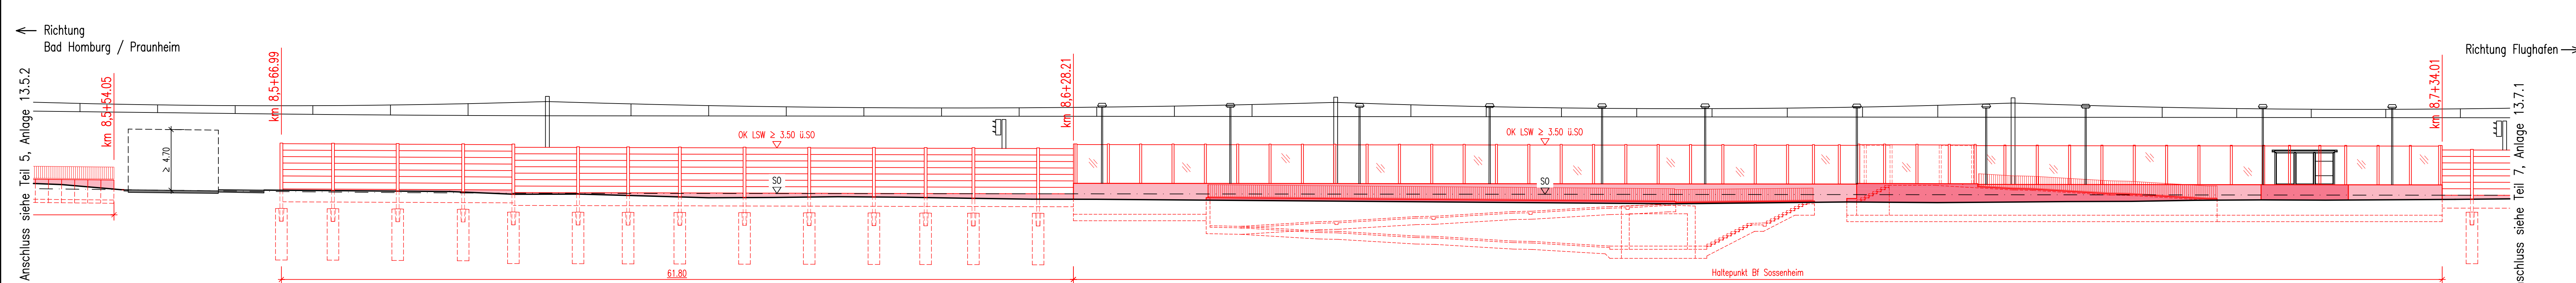 Richtung
Bad Homburg / Praunheim
Richtung Flughafen
Anschluss siehe Teil 5, Anlage 13.5.2
km 8,5+54.05
≥ 4,70
km 8,5+66.99
OK LSW ≥ 3.50 ü.SO
SO
km 8,6+28.21
OK LSW ≥ 3.50 ü.SO
SO
km 8,7+34.01
schluss siehe Teil 7, Anlage 13.7.1
61.80
Haltepunkt Bf Sossenheim